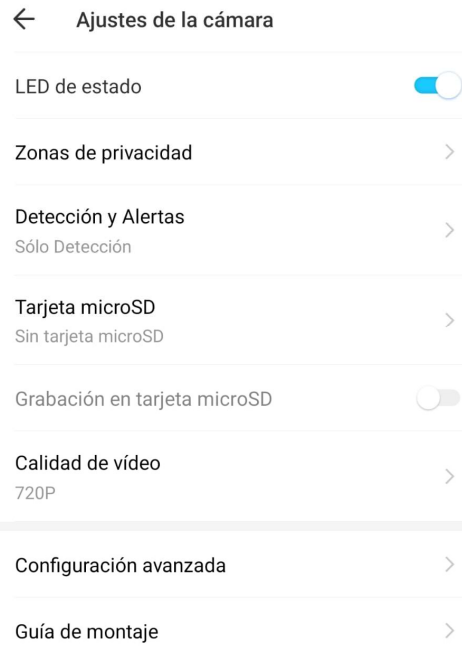 Ajustes de la cámara
LED de estado
Zonas de privacidad
Detección y Alertas
Sólo Detección
Tarjeta microSD
Sin tarjeta microSD
Grabación en tarjeta microSD
Calidad de vídeo
720P
Configuración avanzada
Guía de montaje